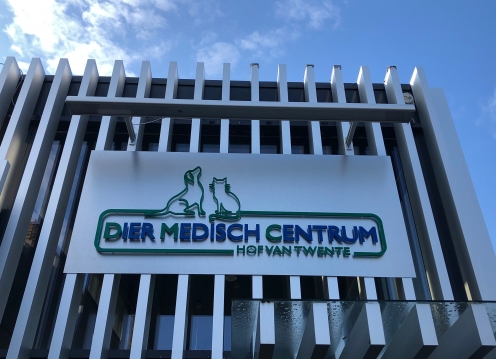 DIER MEDISCH CENTRUM
HOF VAN TWENTE